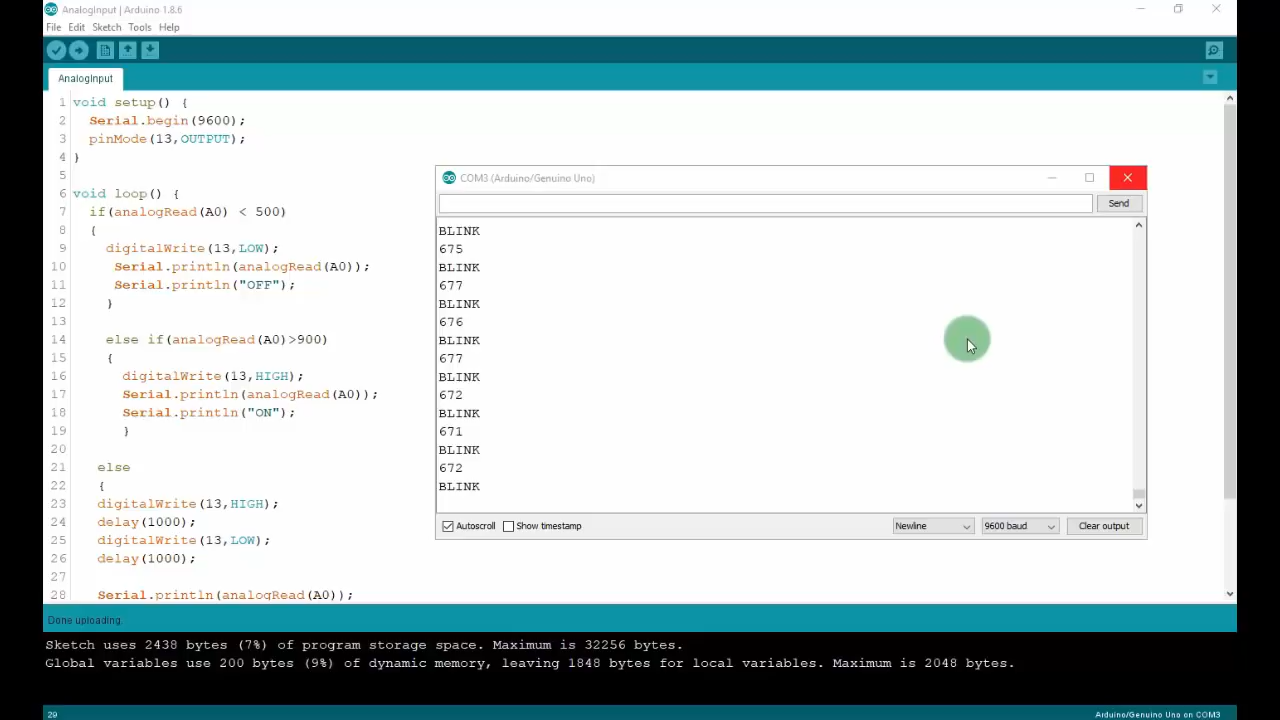 AnalogInput | Arduino 1.8.6
File Edit Sketch Tools Help
AnalogInput
1 void setup() {
2 Serial.begin(9600);
3 pinMode(13,OUTPUT);
4 }
5
6 void loop() {
7 if(analogRead(A0) < 500)
8 {
9 digitalWrite(13,LOW);
10 Serial.println(analogRead(A0));
11 Serial.println("OFF");
12 }
13
14 else if(analogRead(A0)>900)
15 {
16 digitalWrite(13,HIGH);
17 Serial.println(analogRead(A0));
18 Serial.println("ON");
19 }
20
21 else
22 {
23 digitalWrite(13,HIGH);
24 delay(1000);
25 digitalWrite(13,LOW);
26 delay(1000);
27
28 Serial.println(analogRead(A0));
COM3 (Arduino/Genuino Uno)
Send
BLINK
675
BLINK
677
BLINK
676
BLINK
677
BLINK
672
BLINK
671
BLINK
672
BLINK
Autoscroll Show timestamp Newline 9600 baud Clear output
Done uploading.
Sketch uses 2438 bytes (7%) of program storage space. Maximum is 32256 bytes.
Global variables use 200 bytes (9%) of dynamic memory, leaving 1848 bytes for local variables. Maximum is 2048 bytes.
29 Arduino/Genuino Uno on COM3